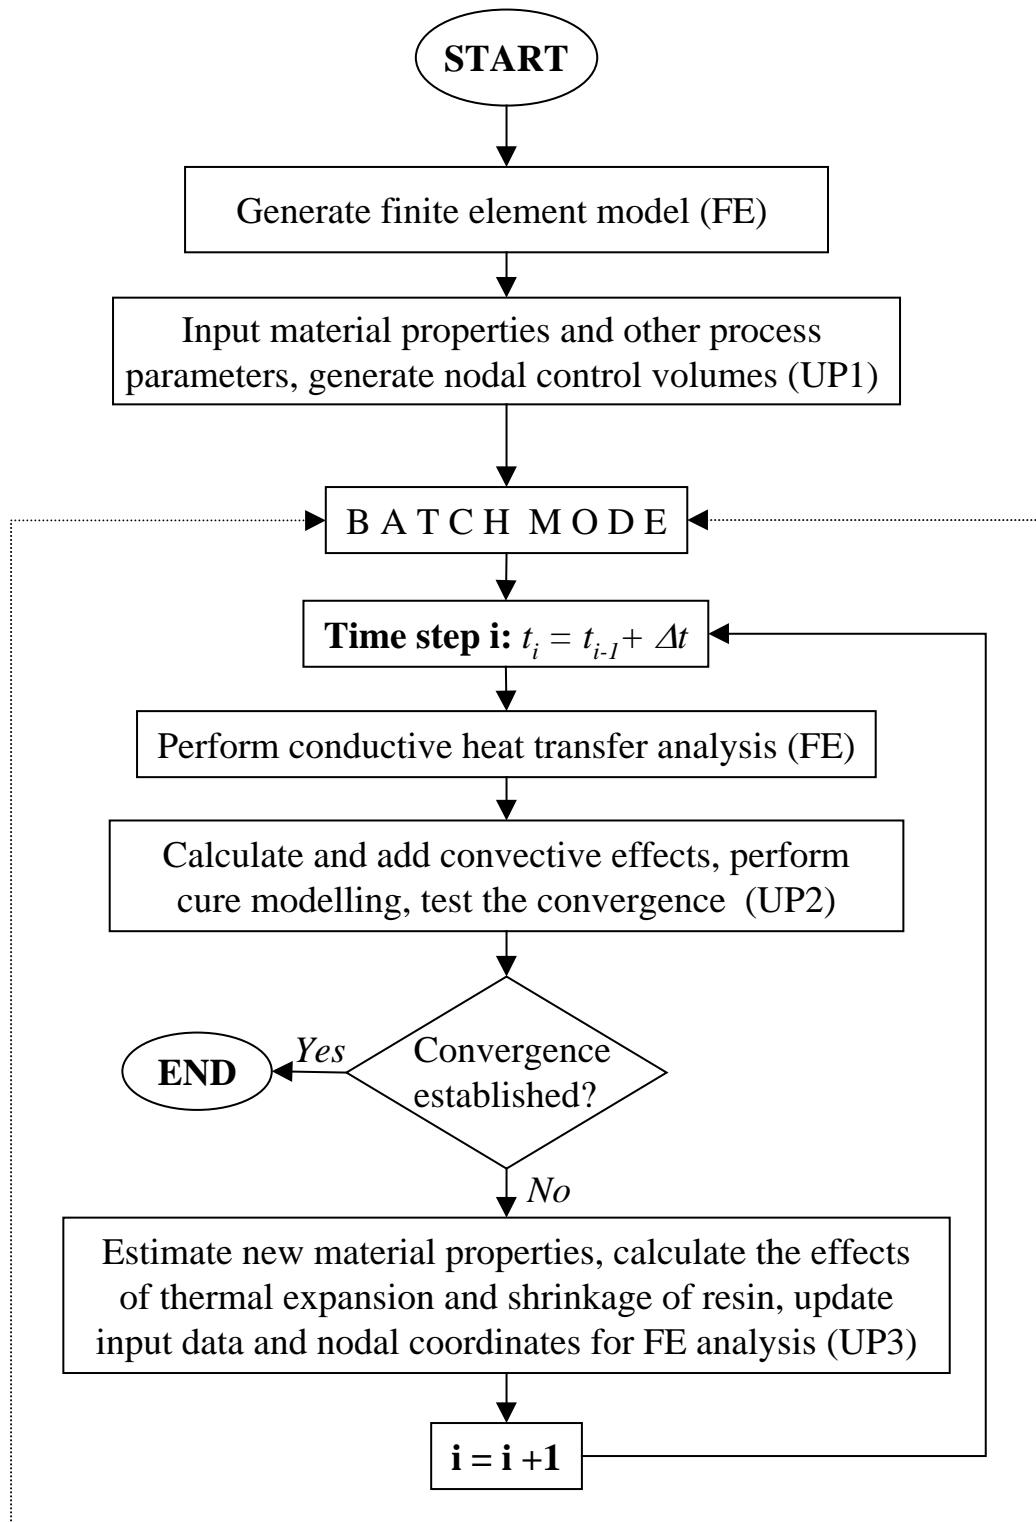 START
Generate finite element model (FE)
Input material properties and other process
parameters, generate nodal control volumes (UP1)
B A T C H  M O D E
Time step i: t_i = t_{i-1} + Δt
Perform conductive heat transfer analysis (FE)
Calculate and add convective effects, perform
cure modelling, test the convergence  (UP2)
Convergence
established?
Yes
END
No
Estimate new material properties, calculate the effects
of thermal expansion and shrinkage of resin, update
input data and nodal coordinates for FE analysis (UP3)
i = i +1